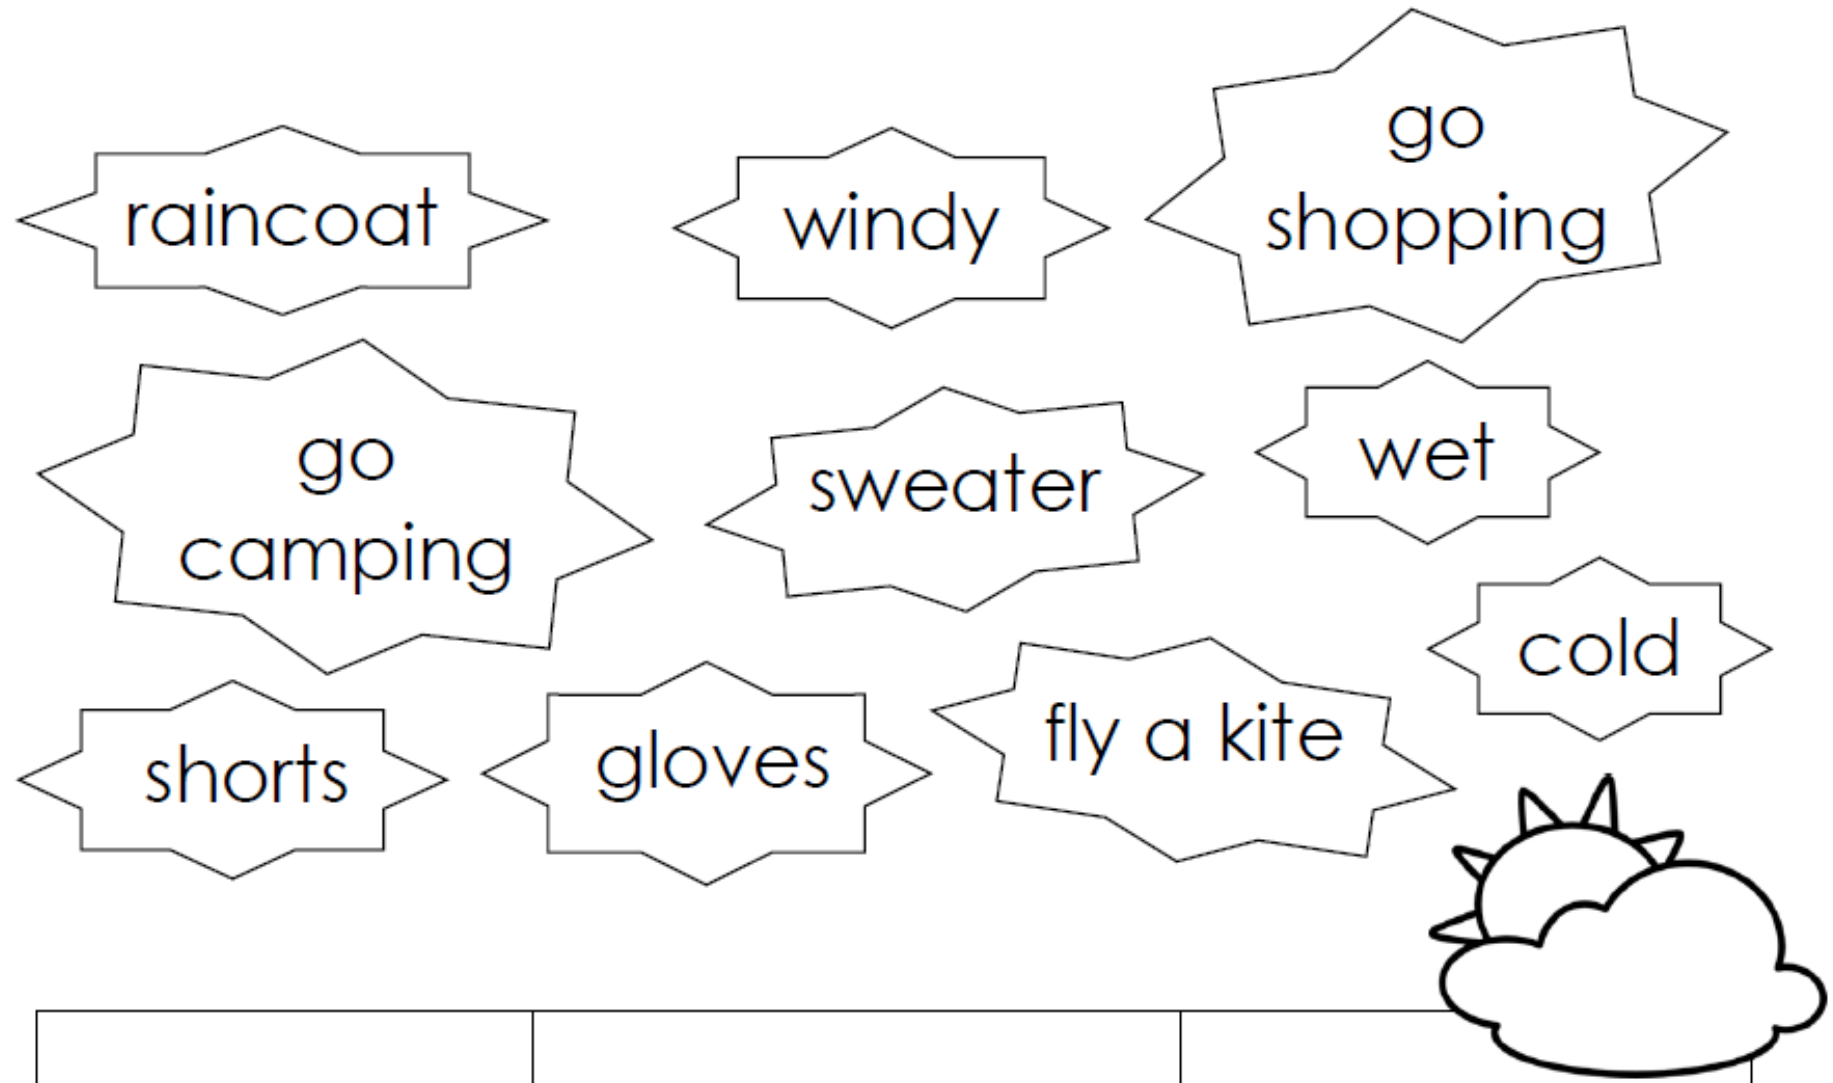 raincoat
windy
go
shopping
go
camping
sweater
wet
cold
shorts
gloves
fly a kite